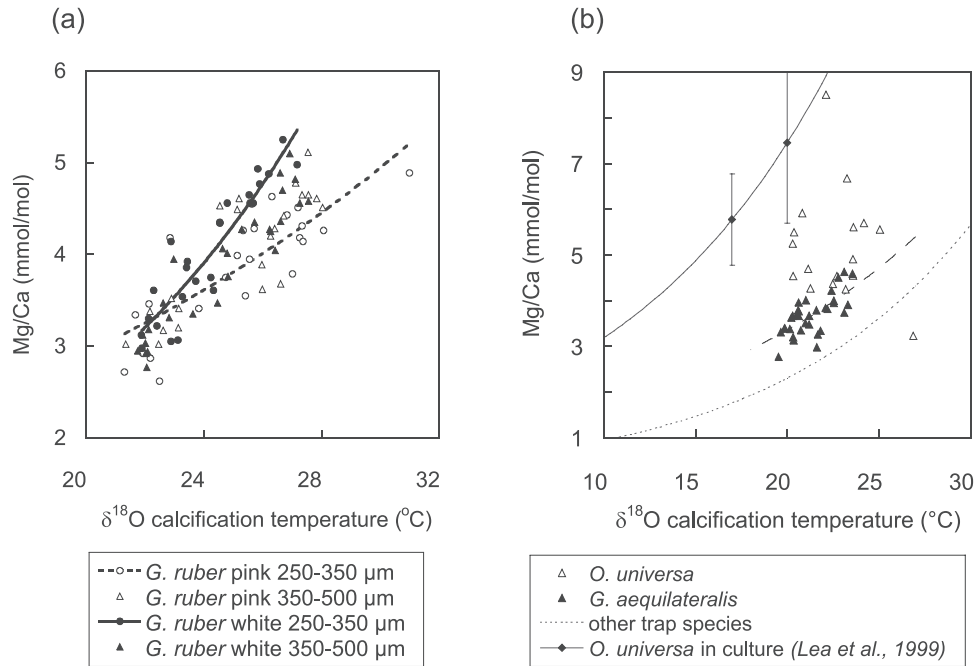 (a)
6
5
4
3
2
20
24
28
32
Mg/Ca (mmol/mol)
δ18O calcification temperature (oC)
G. ruber pink 250-350 μm
G. ruber pink 350-500 μm
G. ruber white 250-350 μm
G. ruber white 350-500 μm
(b)
9
7
5
3
1
10
15
20
25
30
Mg/Ca (mmol/mol)
δ18O calcification temperature (°C)
O. universa
G. aequilateralis
other trap species
O. universa in culture (Lea et al., 1999)